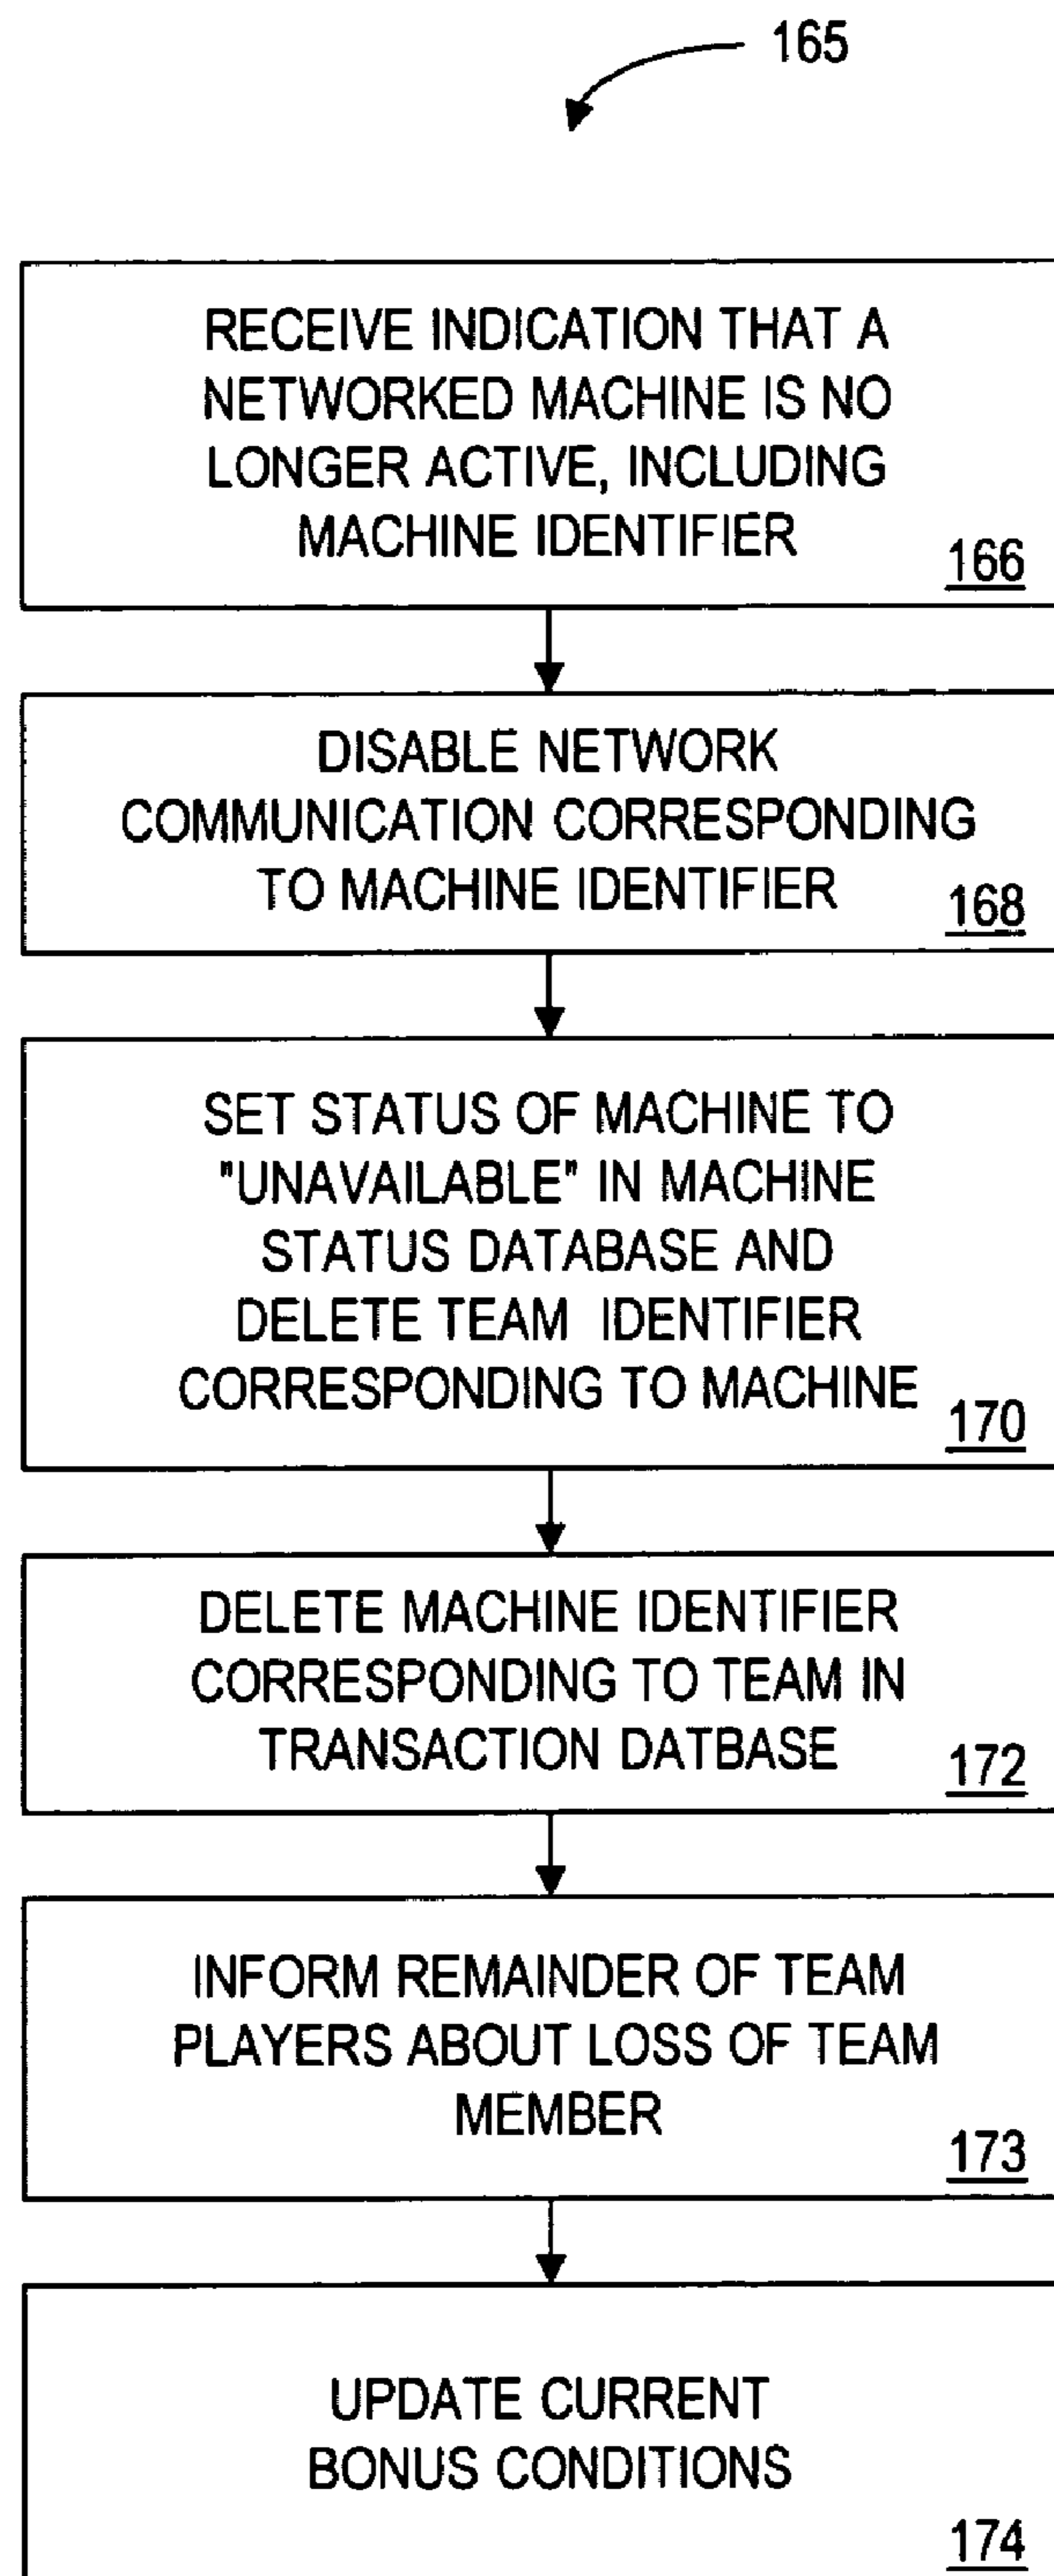 165
RECEIVE INDICATION THAT A
NETWORKED MACHINE IS NO
LONGER ACTIVE, INCLUDING
MACHINE IDENTIFIER
166
DISABLE NETWORK
COMMUNICATION CORRESPONDING
TO MACHINE IDENTIFIER
168
SET STATUS OF MACHINE TO
"UNAVAILABLE" IN MACHINE
STATUS DATABASE AND
DELETE TEAM IDENTIFIER
CORRESPONDING TO MACHINE
170
DELETE MACHINE IDENTIFIER
CORRESPONDING TO TEAM IN
TRANSACTION DATBASE
172
INFORM REMAINDER OF TEAM
PLAYERS ABOUT LOSS OF TEAM
MEMBER
173
UPDATE CURRENT
BONUS CONDITIONS
174